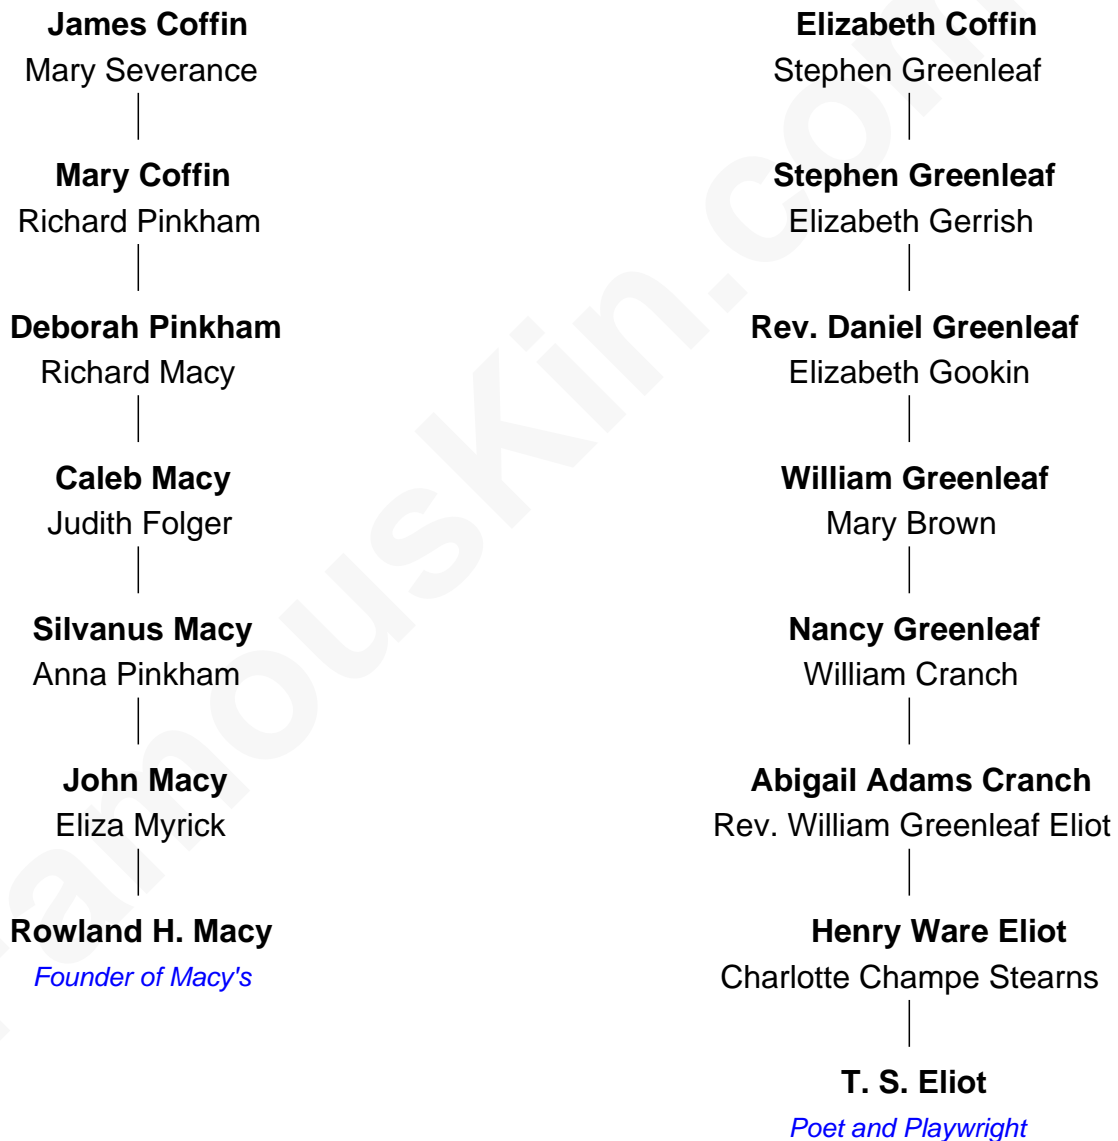 James Coffin
Mary Severance
Mary Coffin
Richard Pinkham
Deborah Pinkham
Richard Macy
Caleb Macy
Judith Folger
Silvanus Macy
Anna Pinkham
John Macy
Eliza Myrick
Rowland H. Macy
Founder of Macy's
Elizabeth Coffin
Stephen Greenleaf
Stephen Greenleaf
Elizabeth Gerrish
Rev. Daniel Greenleaf
Elizabeth Gookin
William Greenleaf
Mary Brown
Nancy Greenleaf
William Cranch
Abigail Adams Cranch
Rev. William Greenleaf Eliot
Henry Ware Eliot
Charlotte Champe Stearns
T. S. Eliot
Poet and Playwright
FamousKin.com